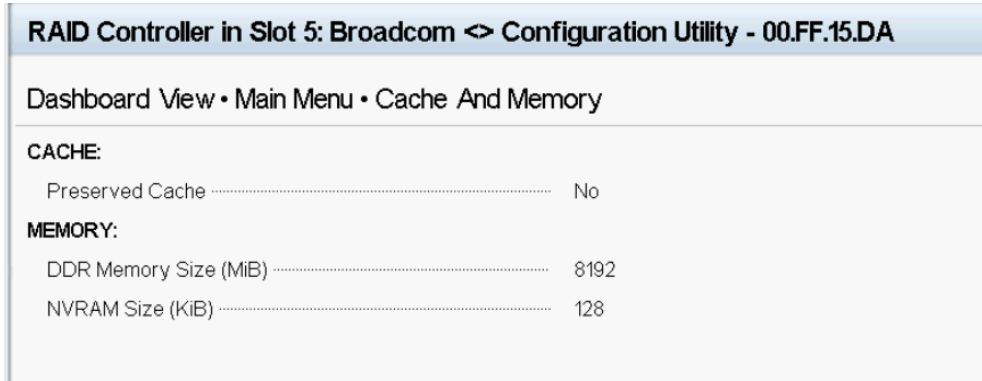 RAID Controller in Slot 5: Broadcom <> Configuration Utility - 00.FF.15.DA
Dashboard View • Main Menu • Cache And Memory
CACHE:
Preserved Cache No
MEMORY:
DDR Memory Size (MiB) 8192
NVRAM Size (KiB) 128